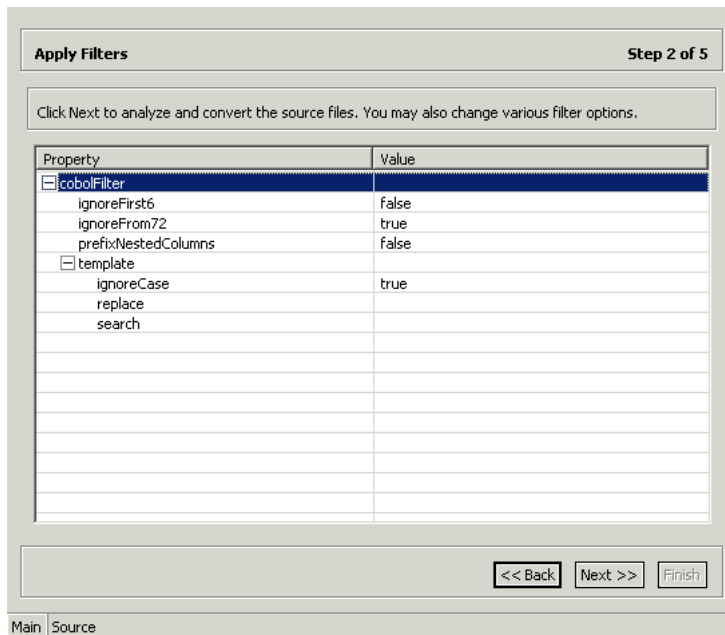 Apply Filters Step 2 of 5
Click Next to analyze and convert the source files. You may also change various filter options.
Property Value
cobolFilter
ignoreFirst6 false
ignoreFrom72 true
prefixNestedColumns false
template
ignoreCase true
replace
search
<< Back Next >> Finish
Main Source